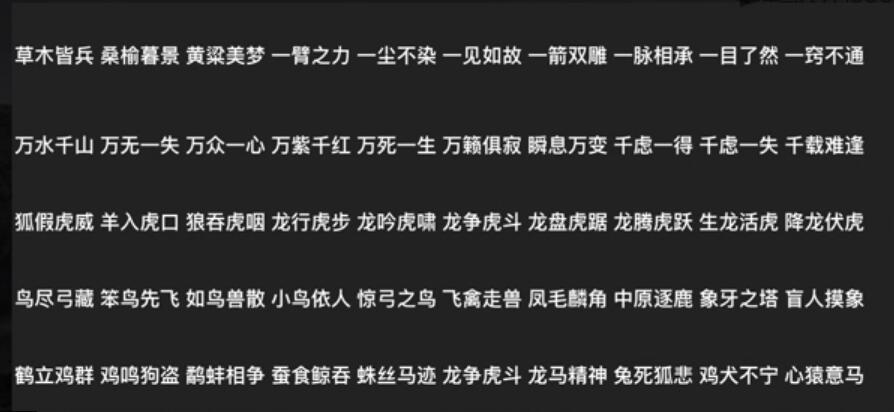 草木皆兵 桑榆暮景 黄粱美梦 一臂之力 一尘不染 一见如故 一箭双雕 一脉相承 一目了然 一窍不通
万水千山 万无一失 万众一心 万紫千红 万死一生 万籁俱寂 瞬息万变 千虑一得 千虑一失 千载难逢
狐假虎威 羊入虎口 狼吞虎咽 龙行虎步 龙吟虎啸 龙争虎斗 龙盘虎踞 龙腾虎跃 生龙活虎 降龙伏虎
鸟尽弓藏 笨鸟先飞 如鸟兽散 小鸟依人 惊弓之鸟 飞禽走兽 凤毛麟角 中原逐鹿 象牙之塔 盲人摸象
鹤立鸡群 鸡鸣狗盗 鹬蚌相争 蚕食鲸吞 蛛丝马迹 龙争虎斗 龙马精神 兔死狐悲 鸡犬不宁 心猿意马